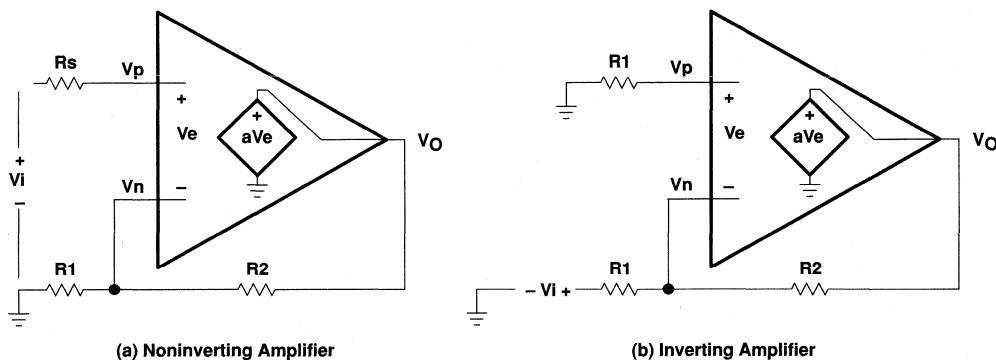 Rs
Vp
+
Ve
+
aVe
VO
+
Vi
−
Vn
−
R1
R2
(a) Noninverting Amplifier
R1
Vp
+
Ve
+
aVe
VO
Vn
−
− Vi +
R1
R2
(b) Inverting Amplifier